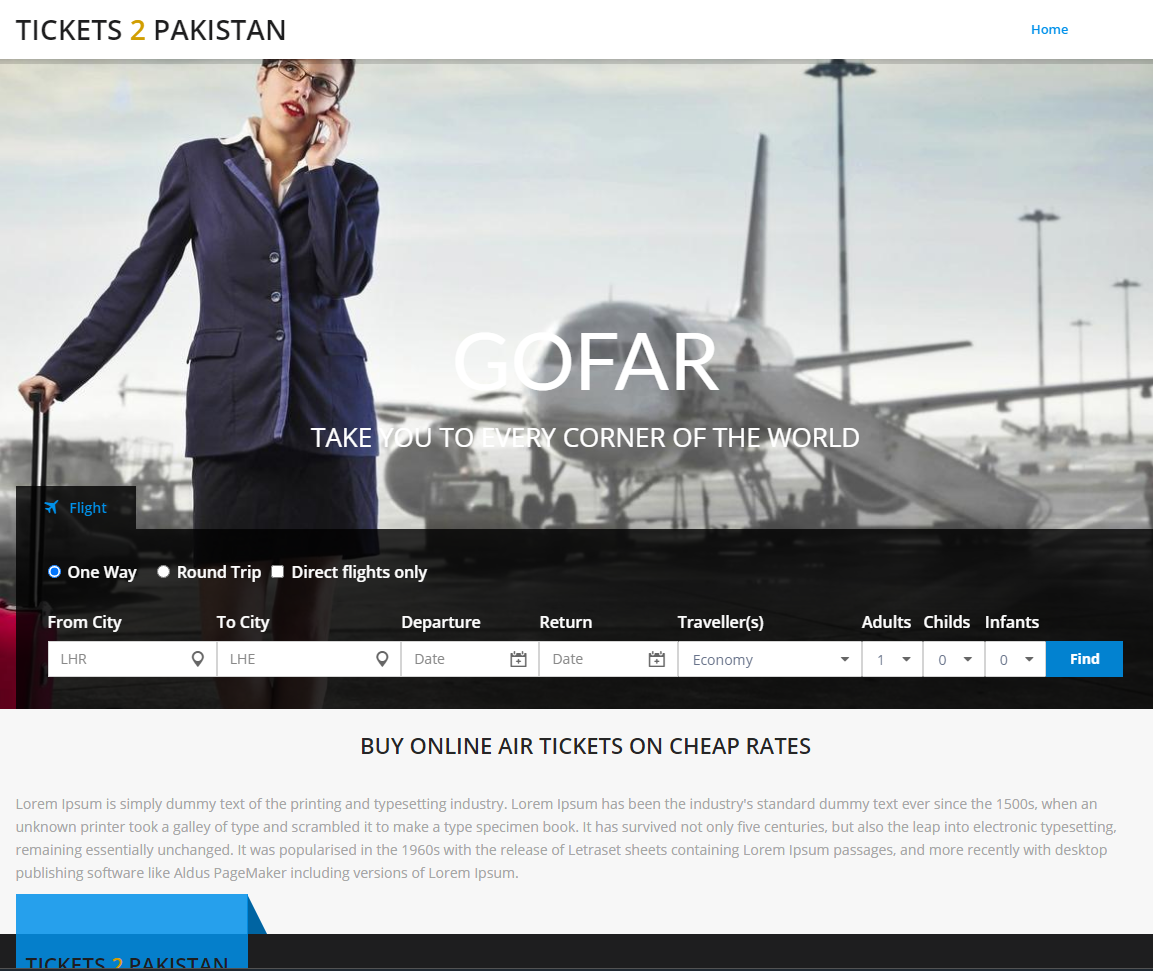 TICKETS 2 PAKISTAN
Home
GOFAR
TAKE YOU TO EVERY CORNER OF THE WORLD
Flight
One Way Round Trip Direct flights only
From City To City Departure Return Traveller(s) Adults Childs Infants
LHR LHE Date Date Economy 1 0 0 Find
BUY ONLINE AIR TICKETS ON CHEAP RATES
Lorem Ipsum is simply dummy text of the printing and typesetting industry. Lorem Ipsum has been the industry's standard dummy text ever since the 1500s, when an
unknown printer took a galley of type and scrambled it to make a type specimen book. It has survived not only five centuries, but also the leap into electronic typesetting,
remaining essentially unchanged. It was popularised in the 1960s with the release of Letraset sheets containing Lorem Ipsum passages, and more recently with desktop
publishing software like Aldus PageMaker including versions of Lorem Ipsum.
TICKETS 2 PAKISTAN